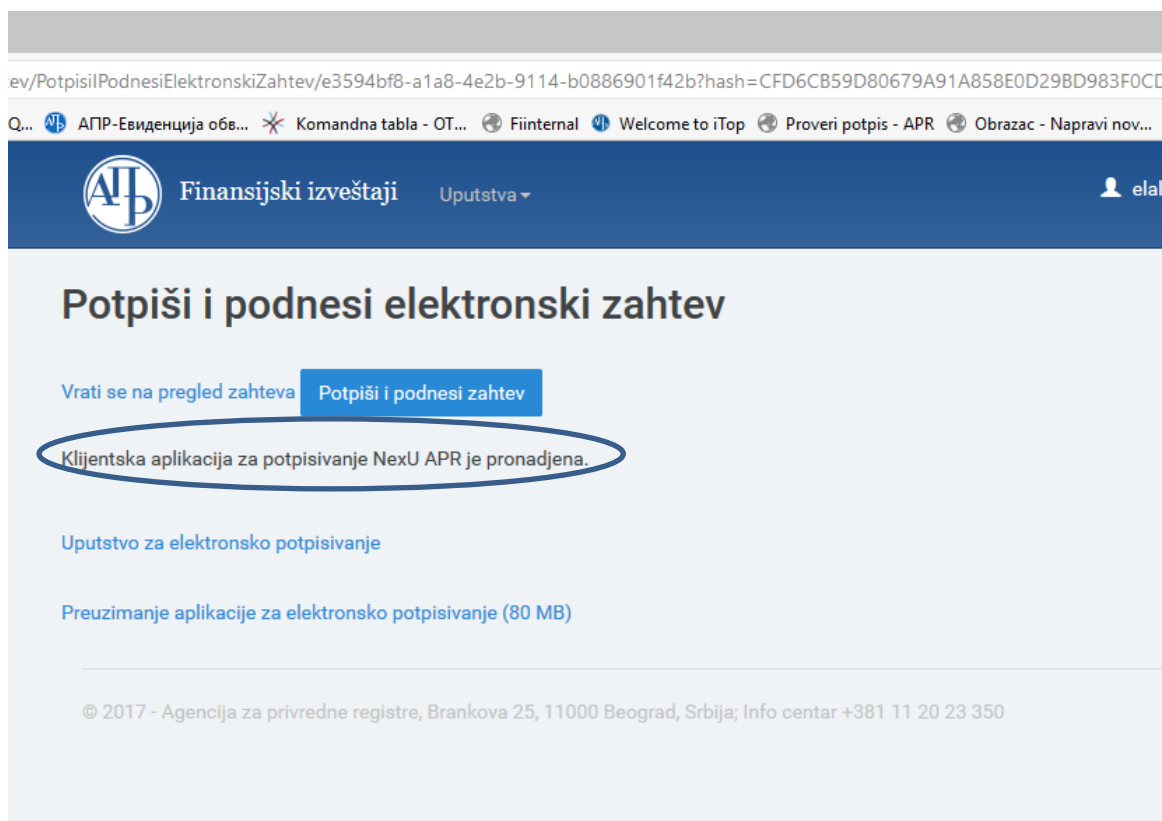 ev/PotpisiIPodnesiElektronskiZahtev/e3594bf8-a1a8-4e2b-9114-b0886901f42b?hash=CFD6CB59D80679A91A858E0D29BD983F0CD
Q... АПР-Евиденција обв... Komandna tabla - OT... Fiinternal Welcome to iTop Proveri potpis - APR Obrazac - Napravi nov...
АПР Finansijski izveštaji Uputstva elal
Potpiši i podnesi elektronski zahtev
Vrati se na pregled zahteva Potpiši i podnesi zahtev
Klijentska aplikacija za potpisivanje NexU APR je pronadjena.
Uputstvo za elektronsko potpisivanje
Preuzimanje aplikacije za elektronsko potpisivanje (80 MB)
© 2017 - Agencija za privredne registre, Brankova 25, 11000 Beograd, Srbija; Info centar +381 11 20 23 350